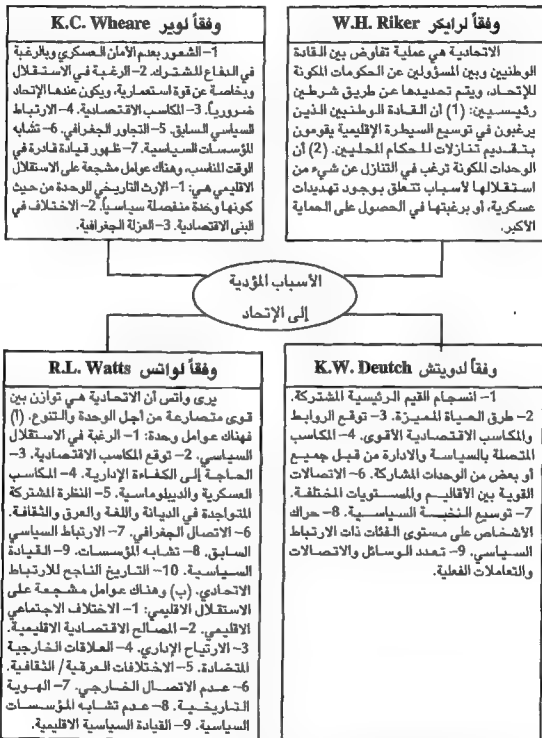 وفقاً لرايكر W.H. Riker
الاتحادية هي عملية تفاوض بين القادة
الوطنيين وبين المسؤولين عن الحكومات المكونة
للإتحاد، ويتم تحديدها عن طريق شرطين
رئيسيين: (1) أن القادة الوطنيين الذين
يرغبون في توسيع السيطرة الإقليمية يقومون
بتقديم تنازلات للحكام المحليين. (2) أن
الوحدات المكونة ترغب في التنازل عن شيء من
استقلالها لأسباب تتعلق بوجود تهديدات
عسكرية، أو برغبتها في الحصول على الحماية
الأكبر.
وفقاً لوير K.C. Wheare
1– الشعور بعدم الأمان العسكري وبالرغبة
في الدفاع المشترك. 2– الرغبة في الاستقلال
وبخاصة عن قوة استعمارية، ويكون عندها الإتحاد
ضرورياً. 3– المكاسب الاقتصادية. 4– الارتباط
السياسي السابق. 5– التجاور الجغرافي. 6– تشابه
المؤسسات السياسية. 7– ظهور قيادة قادرة في
الوقت المناسب، وهناك عوامل مشجعة على الاستقلال
الاقليمي هي: 1– الإرث التاريخي للوحدة من حيث
كونها وحدة منفصلة سياسياً. 2– الاختلاف في
البنى الاقتصادية. 3– العزلة الجغرافية.
الأسباب المؤدية
إلى الإتحاد
وفقاً لدويتش K.W. Deutch
1– انسجام القيم الرئيسية المشتركة.
2– طرق الحياة المميزة. 3– توقع الروابط
والمكاسب الاقتصادية الأقوى. 4– المكاسب
المتصلة بالسياسة والادارة من قبل جميع
أو بعض من الوحدات المشاركة. 6– الاتصالات
القوية بين الأقاليم والمستويات المختلفة.
7– توسيع النخبة السياسية. 8– حراك
الأشخاص على مستوى الفئات ذات الارتباط
السياسي. 9– تعدد الوسائل والاتصالات
والتعاملات الفعلية.
وفقاً لواتس R.L. Watts
يرى واتس أن الاتحادية هي توازن بين
قوى متصارعة من أجل الوحدة والتنوع. (أ)
فهناك عوامل وحدة: 1– الرغبة في الاستقلال
السياسي. 2– توقع المكاسب الاقتصادية. 3–
الحاجة إلى الكفاءة الإدارية. 4– المكاسب
العسكرية والديبلوماسية. 5– النظرة المشتركة
المتواجدة في الديانة واللغة والعرق والثقافة.
6– الاتصال الجغرافي. 7– الارتباط السياسي
السابق. 8– تشابه المؤسسات. 9– القيادة
السياسية. 10– التاريخ الناجح للارتباط
الاتحادي. (ب) وهناك عوامل مشجعة على
الاستقلال الاقليمي: 1– الاختلاف الاجتماعي
الاقليمي. 2– المصالح الاقتصادية الاقليمية.
3– الارتياح الإداري. 4– العلاقات الخارجية
المتضادة. 5– الاختلافات العرقية/ الثقافية.
6– عدم الاتصال الخارجي. 7– الهوية
التاريخية. 8– عدم تشابه المؤسسات
السياسية. 9– القيادة السياسية الاقليمية.